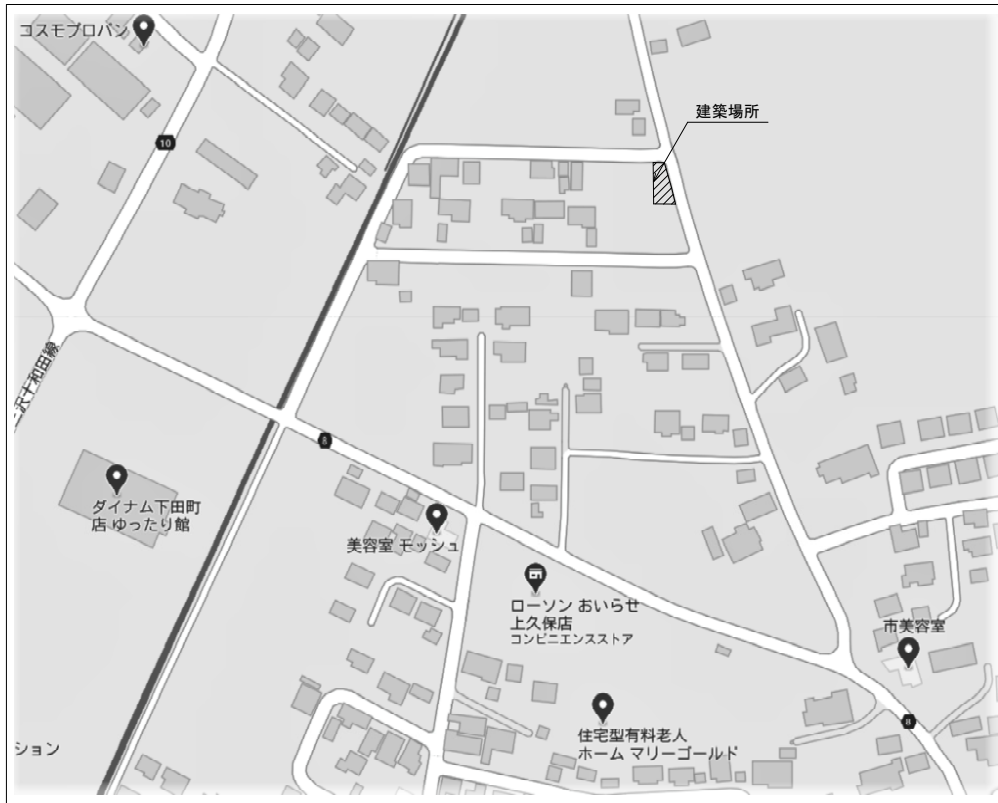 コスモプロパン
建築場所
10
三沢十和田線
8
ダイナム下田町
店 ゆったり館
美容室 モッシュ
ローソン おいらせ
上久保店
コンビニエンスストア
市美容室
住宅型有料老人
ホーム マリーゴールド
8
ション